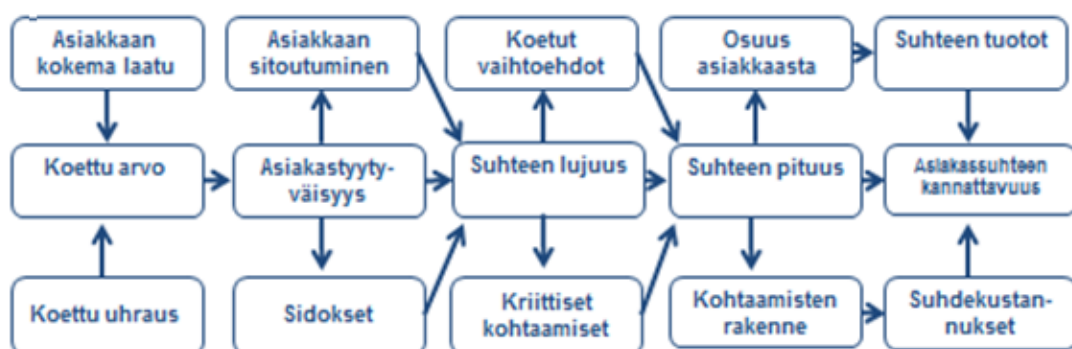 Asiakkaan
kokema laatu
Asiakkaan
sitoutuminen
Koetut
vaihtoehdot
Osuus
asiakkaasta
Suhteen tuotot
Koettu arvo
Asiakastyyty-
väisyys
Suhteen lujuus
Suhteen pituus
Asiakassuhteen
kannattavuus
Koettu uhraus
Sidokset
Kriittiset
kohtaamiset
Kohtaamisten
rakenne
Suhdekustan-
nukset